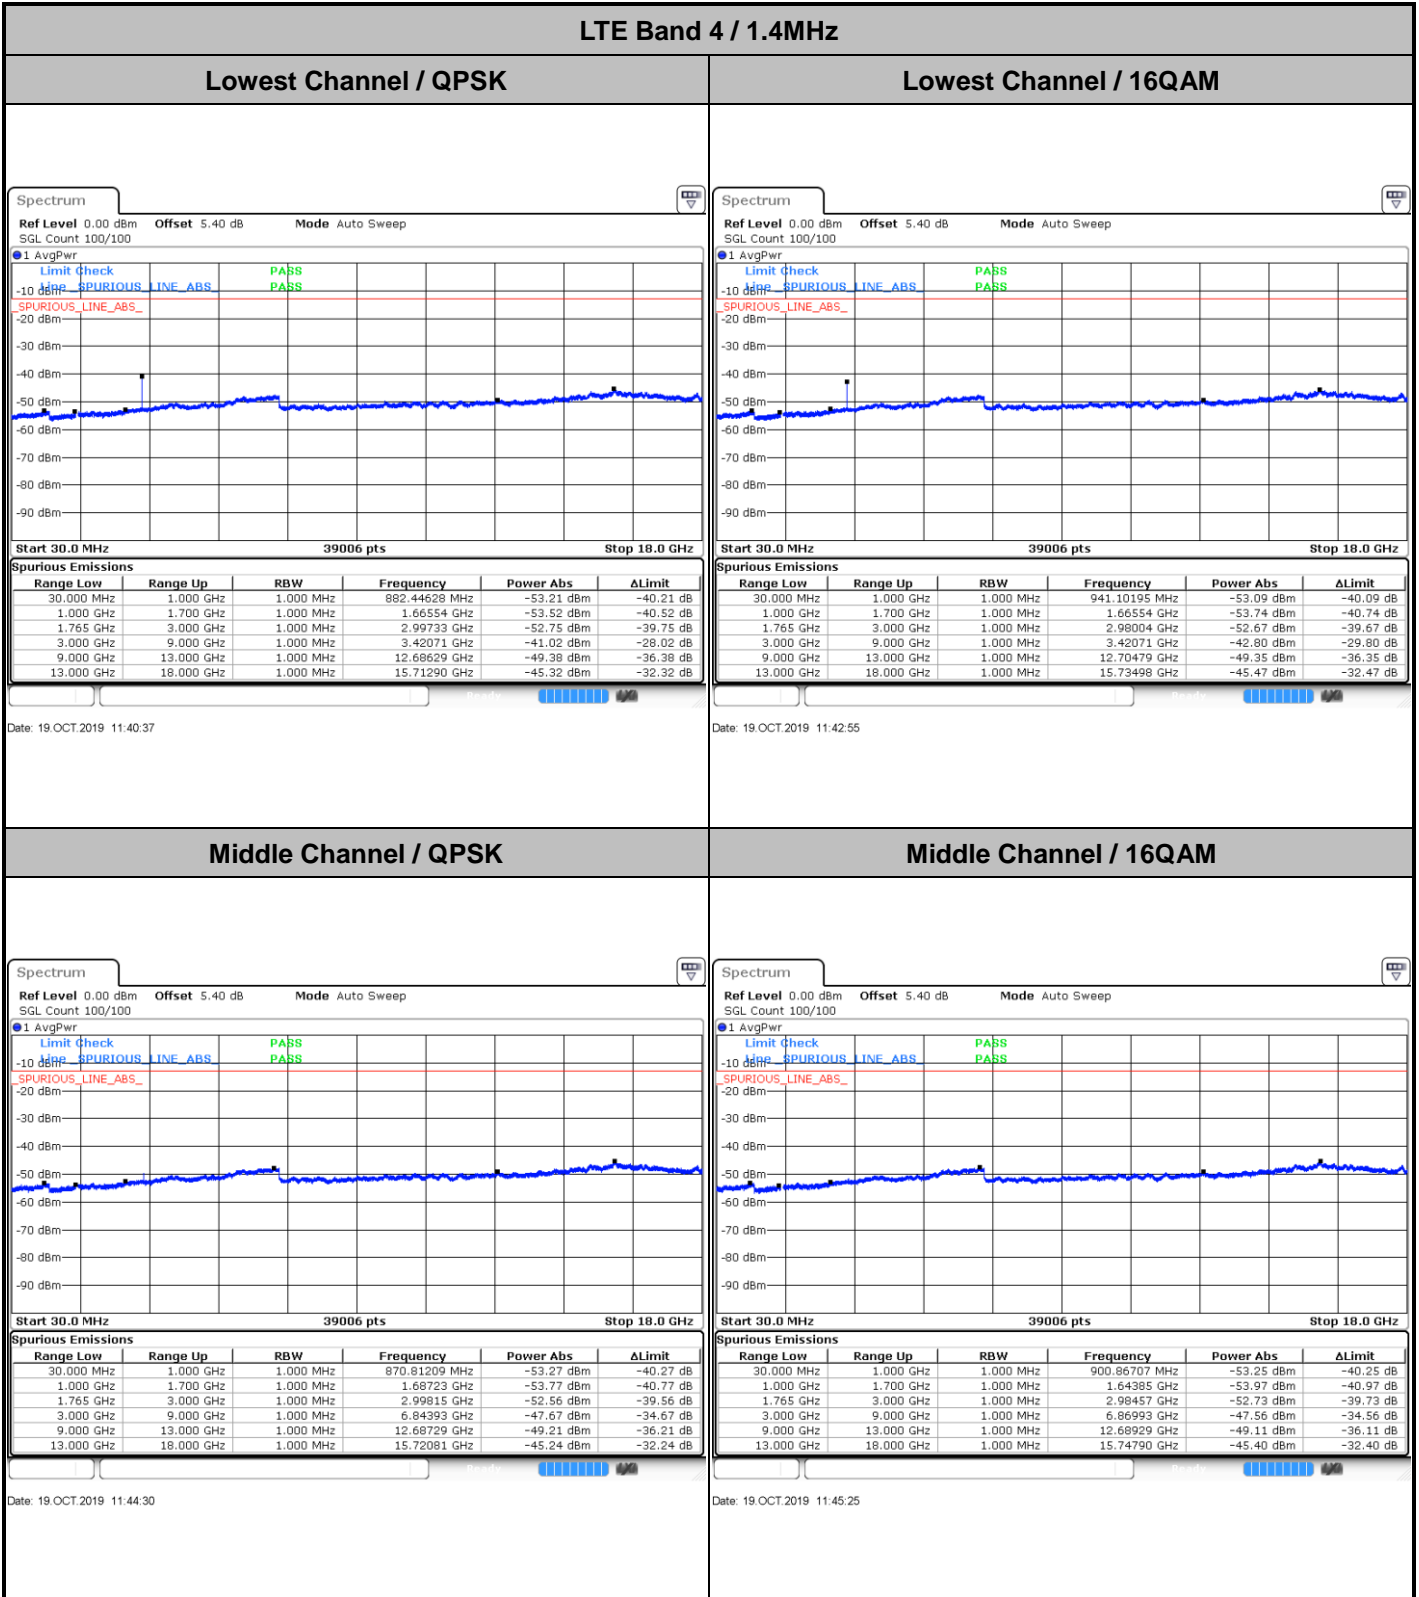 LTE Band 4 / 1.4MHz
Lowest Channel / QPSK
Lowest Channel / 16QAM
Spectrum
Ref Level 0.00 dBm Offset 5.40 dB Mode Auto Sweep
SGL Count 100/100
1 AvgPwr
Limit Check PASS
Line _SPURIOUS_LINE_ABS_ PASS
-10 dBm
_SPURIOUS_LINE_ABS_
-20 dBm
-30 dBm
-40 dBm
-50 dBm
-60 dBm
-70 dBm
-80 dBm
-90 dBm
Start 30.0 MHz 39006 pts Stop 18.0 GHz
Spurious Emissions
Range Low Range Up RBW Frequency Power Abs ΔLimit
30.000 MHz 1.000 GHz 1.000 MHz 882.44628 MHz -53.21 dBm -40.21 dB
1.000 GHz 1.700 GHz 1.000 MHz 1.66554 GHz -53.52 dBm -40.52 dB
1.765 GHz 3.000 GHz 1.000 MHz 2.99733 GHz -52.75 dBm -39.75 dB
3.000 GHz 9.000 GHz 1.000 MHz 3.42071 GHz -41.02 dBm -28.02 dB
9.000 GHz 13.000 GHz 1.000 MHz 12.68629 GHz -49.38 dBm -36.38 dB
13.000 GHz 18.000 GHz 1.000 MHz 15.71290 GHz -45.32 dBm -32.32 dB
Ready
Date: 19.OCT.2019 11:40:37
Spectrum
Ref Level 0.00 dBm Offset 5.40 dB Mode Auto Sweep
SGL Count 100/100
1 AvgPwr
Limit Check PASS
Line _SPURIOUS_LINE_ABS_ PASS
-10 dBm
_SPURIOUS_LINE_ABS_
-20 dBm
-30 dBm
-40 dBm
-50 dBm
-60 dBm
-70 dBm
-80 dBm
-90 dBm
Start 30.0 MHz 39006 pts Stop 18.0 GHz
Spurious Emissions
Range Low Range Up RBW Frequency Power Abs ΔLimit
30.000 MHz 1.000 GHz 1.000 MHz 941.10195 MHz -53.09 dBm -40.09 dB
1.000 GHz 1.700 GHz 1.000 MHz 1.66554 GHz -53.74 dBm -40.74 dB
1.765 GHz 3.000 GHz 1.000 MHz 2.98004 GHz -52.67 dBm -39.67 dB
3.000 GHz 9.000 GHz 1.000 MHz 3.42071 GHz -42.80 dBm -29.80 dB
9.000 GHz 13.000 GHz 1.000 MHz 12.70479 GHz -49.35 dBm -36.35 dB
13.000 GHz 18.000 GHz 1.000 MHz 15.73498 GHz -45.47 dBm -32.47 dB
Ready
Date: 19.OCT.2019 11:42:55
Middle Channel / QPSK
Middle Channel / 16QAM
Spectrum
Ref Level 0.00 dBm Offset 5.40 dB Mode Auto Sweep
SGL Count 100/100
1 AvgPwr
Limit Check PASS
Line _SPURIOUS_LINE_ABS_ PASS
-10 dBm
_SPURIOUS_LINE_ABS_
-20 dBm
-30 dBm
-40 dBm
-50 dBm
-60 dBm
-70 dBm
-80 dBm
-90 dBm
Start 30.0 MHz 39006 pts Stop 18.0 GHz
Spurious Emissions
Range Low Range Up RBW Frequency Power Abs ΔLimit
30.000 MHz 1.000 GHz 1.000 MHz 870.81209 MHz -53.27 dBm -40.27 dB
1.000 GHz 1.700 GHz 1.000 MHz 1.68723 GHz -53.77 dBm -40.77 dB
1.765 GHz 3.000 GHz 1.000 MHz 2.99815 GHz -52.56 dBm -39.56 dB
3.000 GHz 9.000 GHz 1.000 MHz 6.84393 GHz -47.67 dBm -34.67 dB
9.000 GHz 13.000 GHz 1.000 MHz 12.68729 GHz -49.21 dBm -36.21 dB
13.000 GHz 18.000 GHz 1.000 MHz 15.72081 GHz -45.24 dBm -32.24 dB
Ready
Date: 19.OCT.2019 11:44:30
Spectrum
Ref Level 0.00 dBm Offset 5.40 dB Mode Auto Sweep
SGL Count 100/100
1 AvgPwr
Limit Check PASS
Line _SPURIOUS_LINE_ABS_ PASS
-10 dBm
_SPURIOUS_LINE_ABS_
-20 dBm
-30 dBm
-40 dBm
-50 dBm
-60 dBm
-70 dBm
-80 dBm
-90 dBm
Start 30.0 MHz 39006 pts Stop 18.0 GHz
Spurious Emissions
Range Low Range Up RBW Frequency Power Abs ΔLimit
30.000 MHz 1.000 GHz 1.000 MHz 900.86707 MHz -53.25 dBm -40.25 dB
1.000 GHz 1.700 GHz 1.000 MHz 1.64385 GHz -53.97 dBm -40.97 dB
1.765 GHz 3.000 GHz 1.000 MHz 2.98457 GHz -52.73 dBm -39.73 dB
3.000 GHz 9.000 GHz 1.000 MHz 6.86993 GHz -47.56 dBm -34.56 dB
9.000 GHz 13.000 GHz 1.000 MHz 12.68929 GHz -49.11 dBm -36.11 dB
13.000 GHz 18.000 GHz 1.000 MHz 15.74790 GHz -45.40 dBm -32.40 dB
Ready
Date: 19.OCT.2019 11:45:25